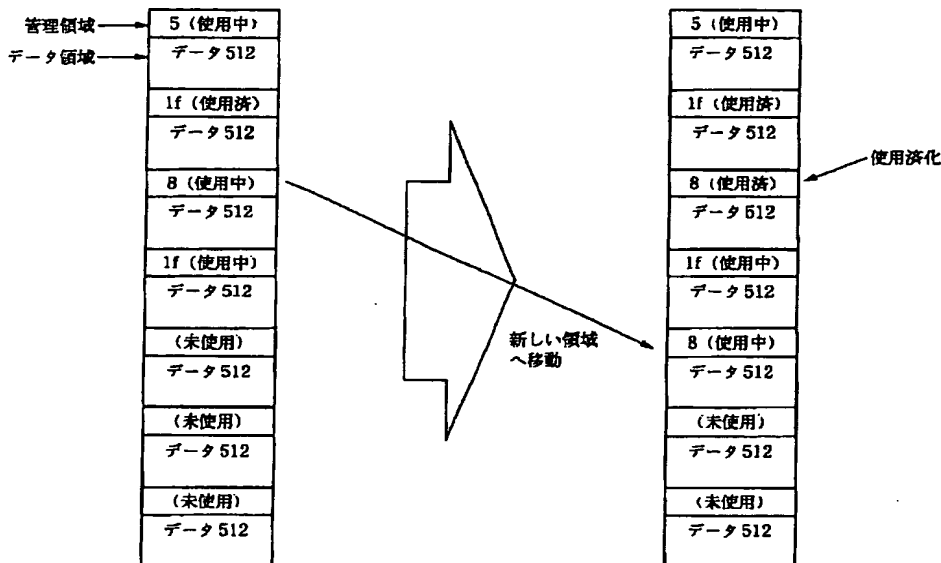 管理領域
データ領域
5 (使用中)
データ512
1f (使用済)
データ512
8 (使用中)
データ512
1f (使用中)
データ512
(未使用)
データ512
(未使用)
データ512
(未使用)
データ512
新しい領域
へ移動
5 (使用中)
データ512
1f (使用済)
データ512
8 (使用済)
データ512
1f (使用中)
データ512
8 (使用中)
データ512
(未使用)
データ512
(未使用)
データ512
使用済化